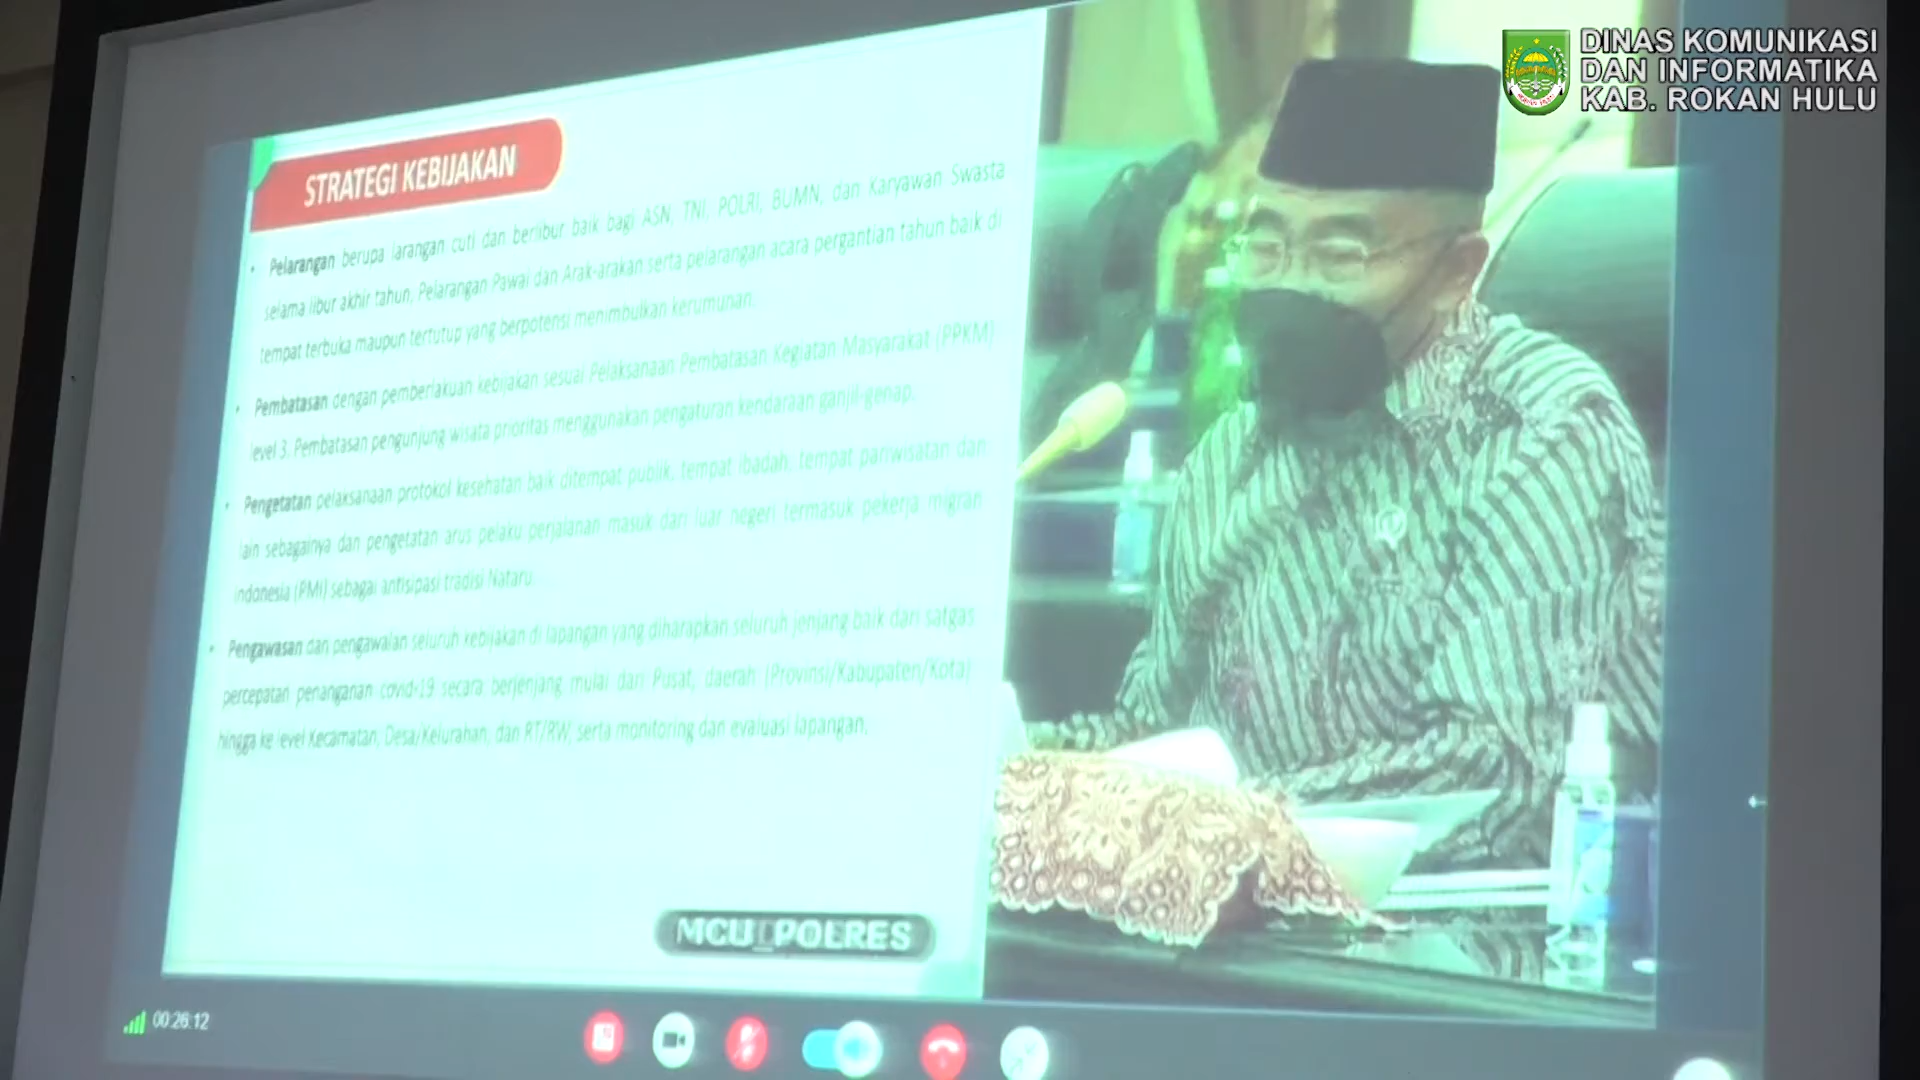 DINAS KOMUNIKASI
DAN INFORMATIKA
KAB. ROKAN HULU
STRATEGI KEBIJAKAN
• Pelarangan berupa larangan cuti dan berlibur baik bagi ASN, TNI, POLRI, BUMN, dan Karyawan Swasta
selama libur akhir tahun, Pelarangan Pawai dan Arak-arakan serta pelarangan acara pergantian tahun baik di
tempat terbuka maupun tertutup yang berpotensi menimbulkan kerumunan.
• Pembatasan dengan pemberlakuan kebijakan sesuai Pelaksanaan Pembatasan Kegiatan Masyarakat (PPKM)
level 3. Pembatasan pengunjung wisata prioritas menggunakan pengaturan kendaraan ganjil-genap.
• Pengetatan pelaksanaan protokol kesehatan baik ditempat publik, tempat ibadah, tempat pariwisata dan
lain sebagainya dan pengetatan arus pelaku perjalanan masuk dari luar negeri termasuk pekerja migran
indonesia (PMI) sebagai antisipasi tradisi Nataru.
• Pengawasan dan pengawalan seluruh kebijakan di lapangan yang diharapkan seluruh jenjang baik dari satgas
percepatan penanganan covid-19 secara berjenjang mulai dari Pusat, daerah (Provinsi/Kabupaten/Kota)
hingga ke level Kecamatan, Desa/Kelurahan, dan RT/RW, serta monitoring dan evaluasi lapangan.
MCU_POLRES
00:26:12